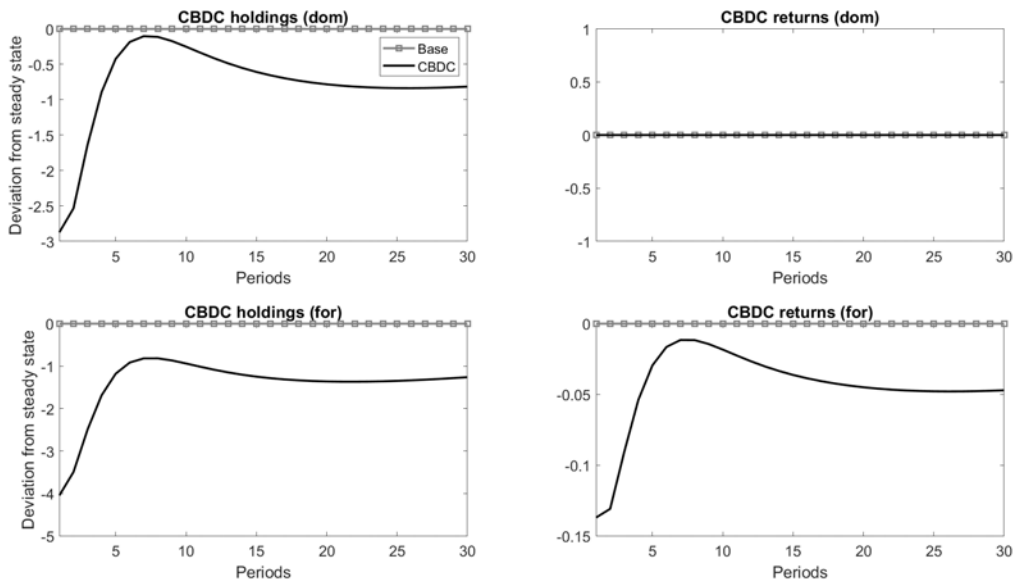 CBDC holdings (dom)
Deviation from steady state
0
-0.5
-1
-1.5
-2
-2.5
-3
Base
CBDC
5 10 15 20 25 30
Periods
CBDC returns (dom)
1
0.5
0
-0.5
-1
5 10 15 20 25 30
Periods
CBDC holdings (for)
Deviation from steady state
0
-1
-2
-3
-4
-5
5 10 15 20 25 30
Periods
CBDC returns (for)
0
-0.05
-0.1
-0.15
5 10 15 20 25 30
Periods